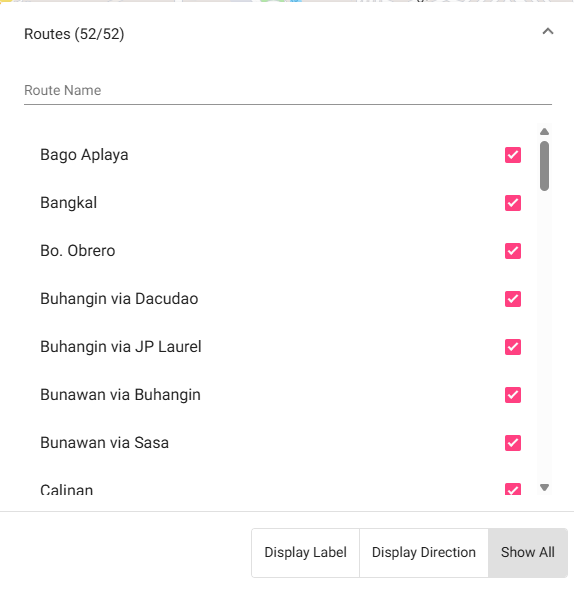 Routes (52/52)
Route Name
Bago Aplaya
Bangkal
Bo. Obrero
Buhangin via Dacudao
Buhangin via JP Laurel
Bunawan via Buhangin
Bunawan via Sasa
Calinan
Display Label
Display Direction
Show All